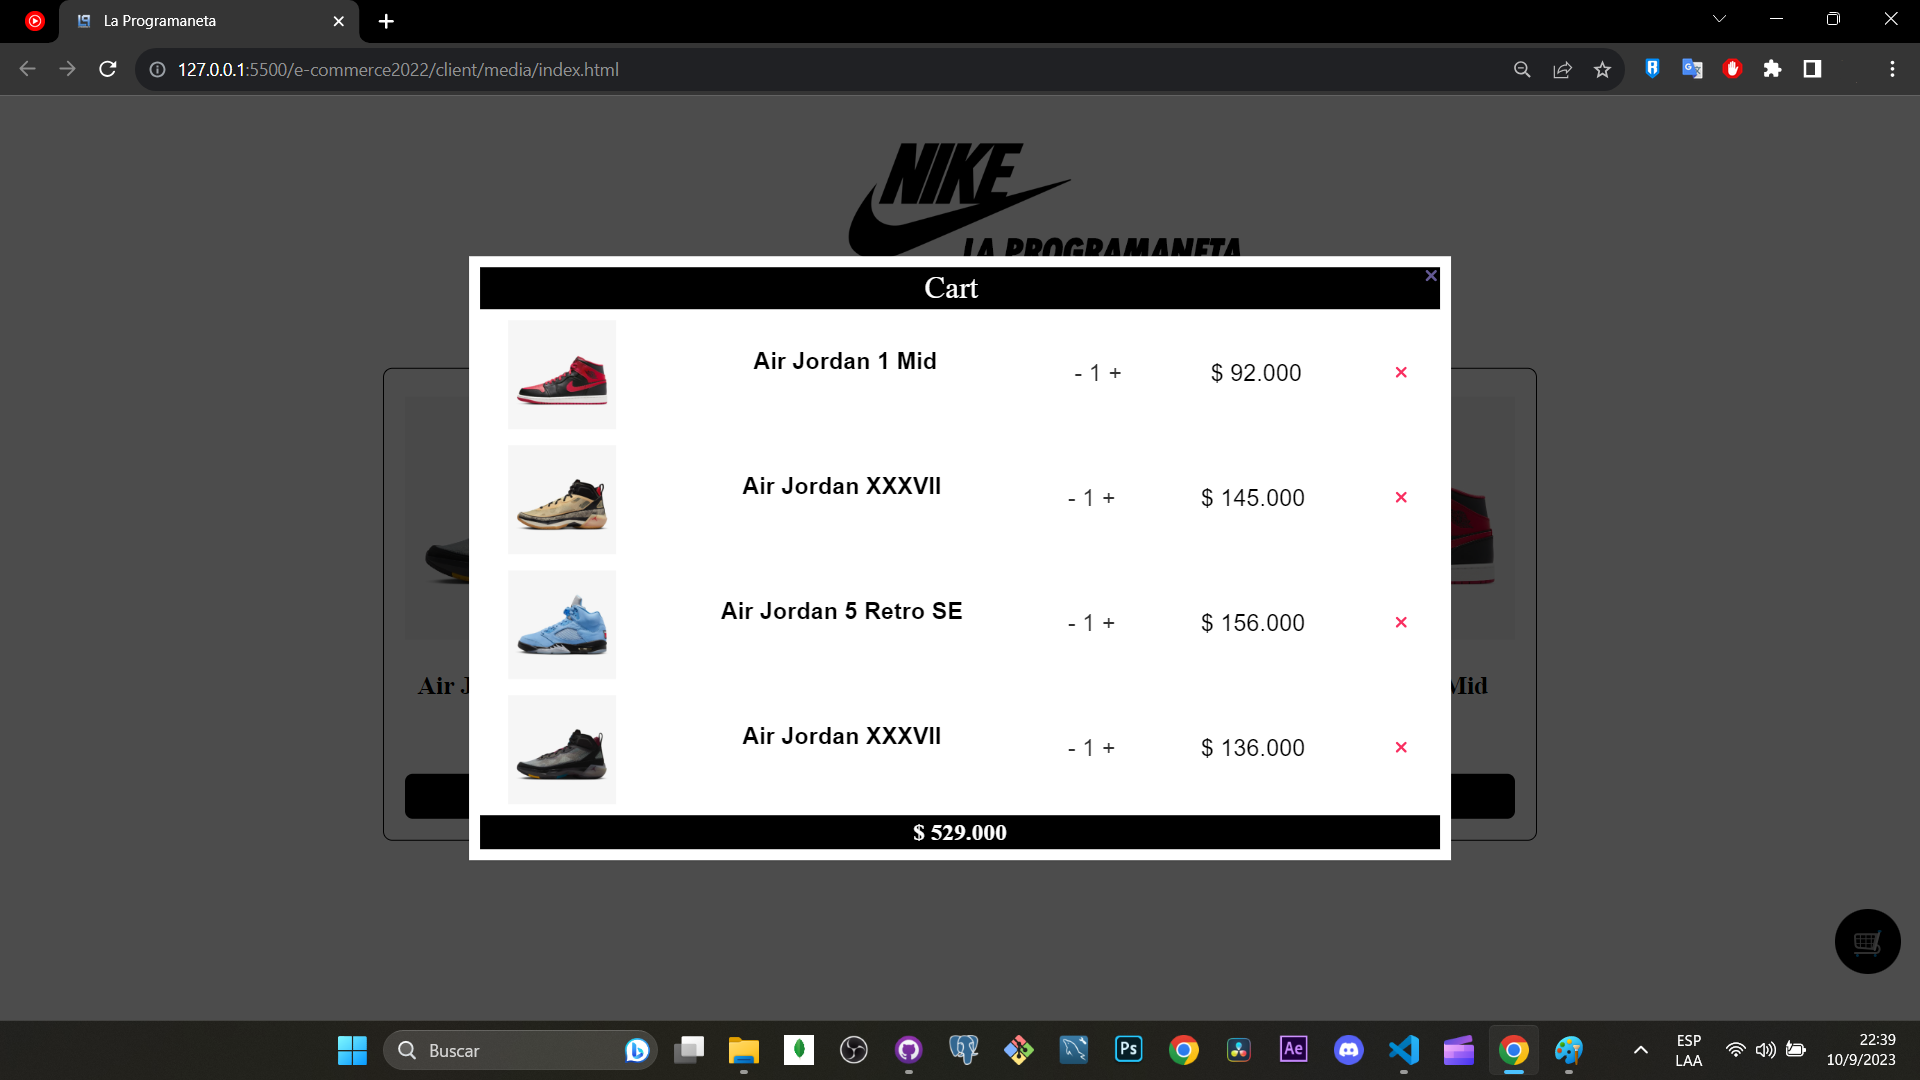 La Programaneta
127.0.0.1:5500/e-commerce2022/client/media/index.html
NIKE
LA PROGRAMANETA
Cart
Air Jordan 1 Mid - 1 + $ 92.000
Air Jordan XXXVII - 1 + $ 145.000
Air Jordan 5 Retro SE - 1 + $ 156.000
Air Jordan XXXVII - 1 + $ 136.000
$ 529.000
Air J
Mid
Buscar
Ps
Ae
ESP
LAA
22:39
10/9/2023